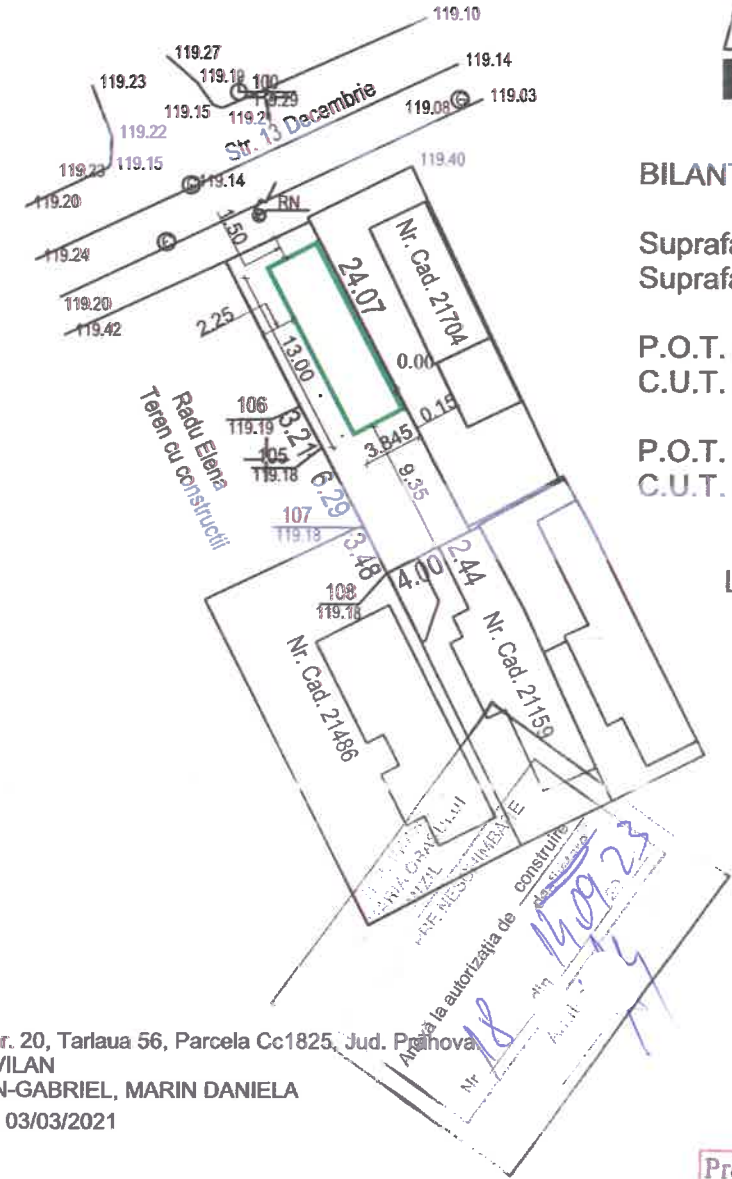 119.10
119.27
119.14
119.19
100
119.29
119.23
119.15
119.2
119.08
119.03
119.22
Str. 13 Decembrie
119.15
119.23
119.14
119.40
119.20
RN
1.50
119.24
119.20
119.42
2.25
13.00
24.07
0.00
Nr. Cad. 21704
Radu Elena
Teren cu constructii
106
119.19
3.21
105
119.18
6.29
3.845
0.15
9.35
107
119.18
3.48
4.00
2.44
108
119.18
Nr. Cad. 21486
Nr. Cad. 21159
BILANT
Suprafa
Suprafa
P.O.T.
C.U.T.
P.O.T.
C.U.T.
L
PRE NESCHIMBARE
Anexă la autorizația de construire
desființare
Nr 18 din 14 09 23
r. 20, Tarlaua 56, Parcela Cc1825, Jud. Prahova
VILAN
N-GABRIEL, MARIN DANIELA
03/03/2021
Pr